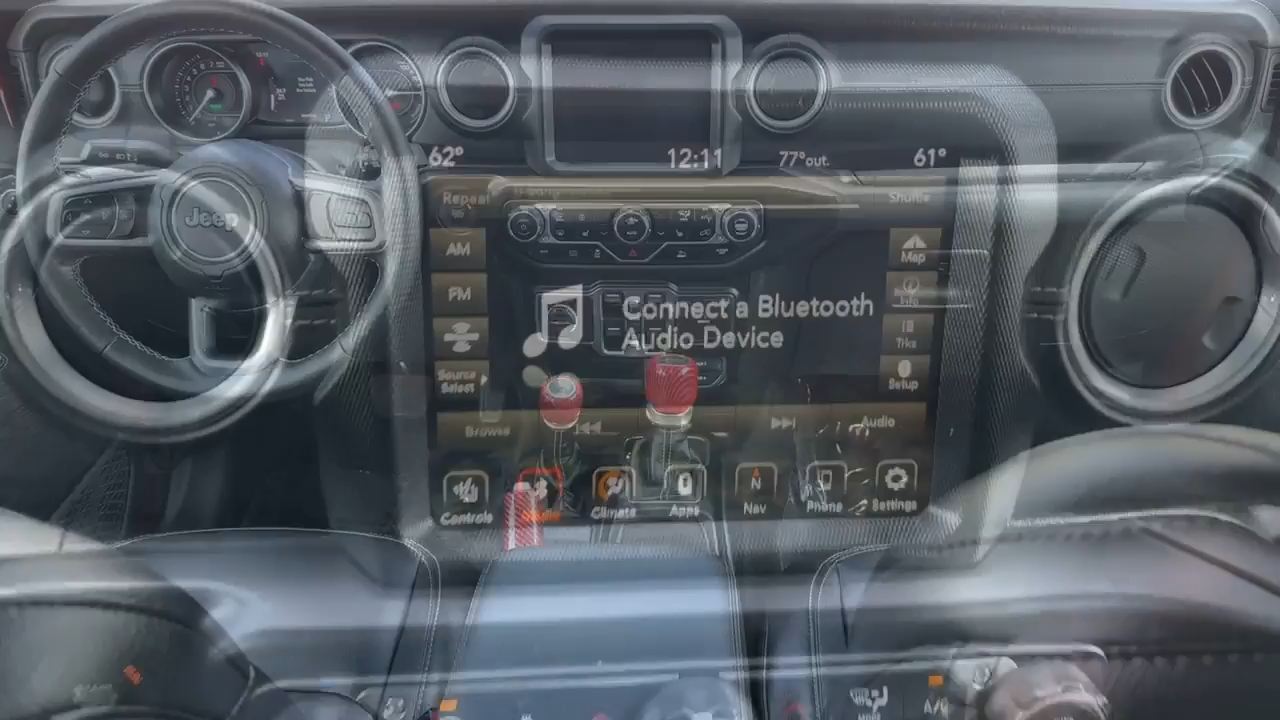 Jeep
62°
12:11
77°out.
61°
Repeat
Shuffle
AM
Map
FM
Info
Connect a Bluetooth
Audio Device
Trks
Source
Select
Setup
Browse
Audio
Controls
Climate
Apps
Nav
Phone
Settings
A/C